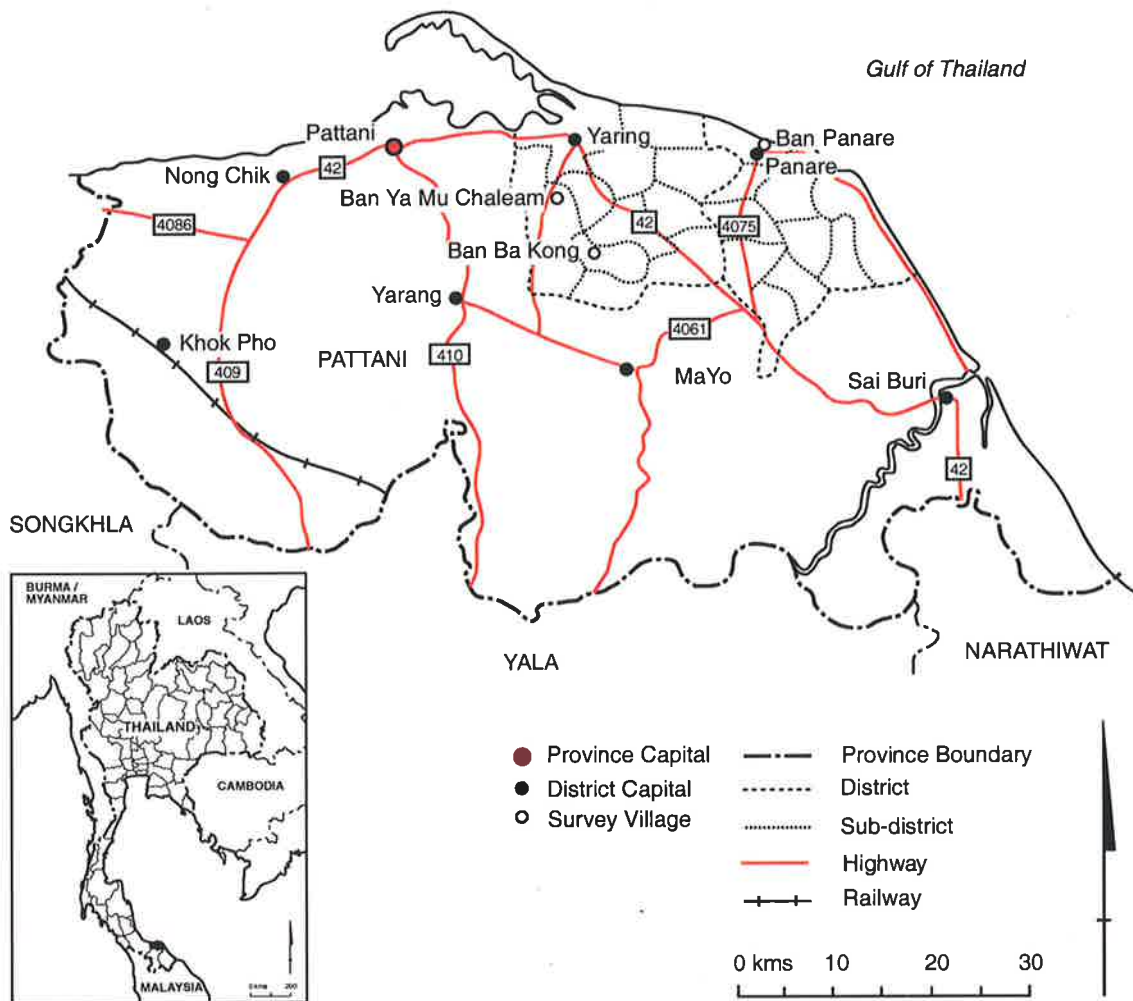 Gulf of Thailand
Pattani
Yaring
Ban Panare
Panare
42
Nong Chik
Ban Ya Mu Chaleam
4086
42
4075
Ban Ba Kong
Yarang
4061
Khok Pho
PATTANI
410
409
MaYo
Sai Buri
42
SONGKHLA
YALA
NARATHIWAT
BURMA /
MYANMAR
LAOS
THAILAND
CAMBODIA
MALAYSIA
0 kms 200
Province Capital
District Capital
Survey Village
Province Boundary
District
Sub-district
Highway
Railway
0 kms 10 20 30